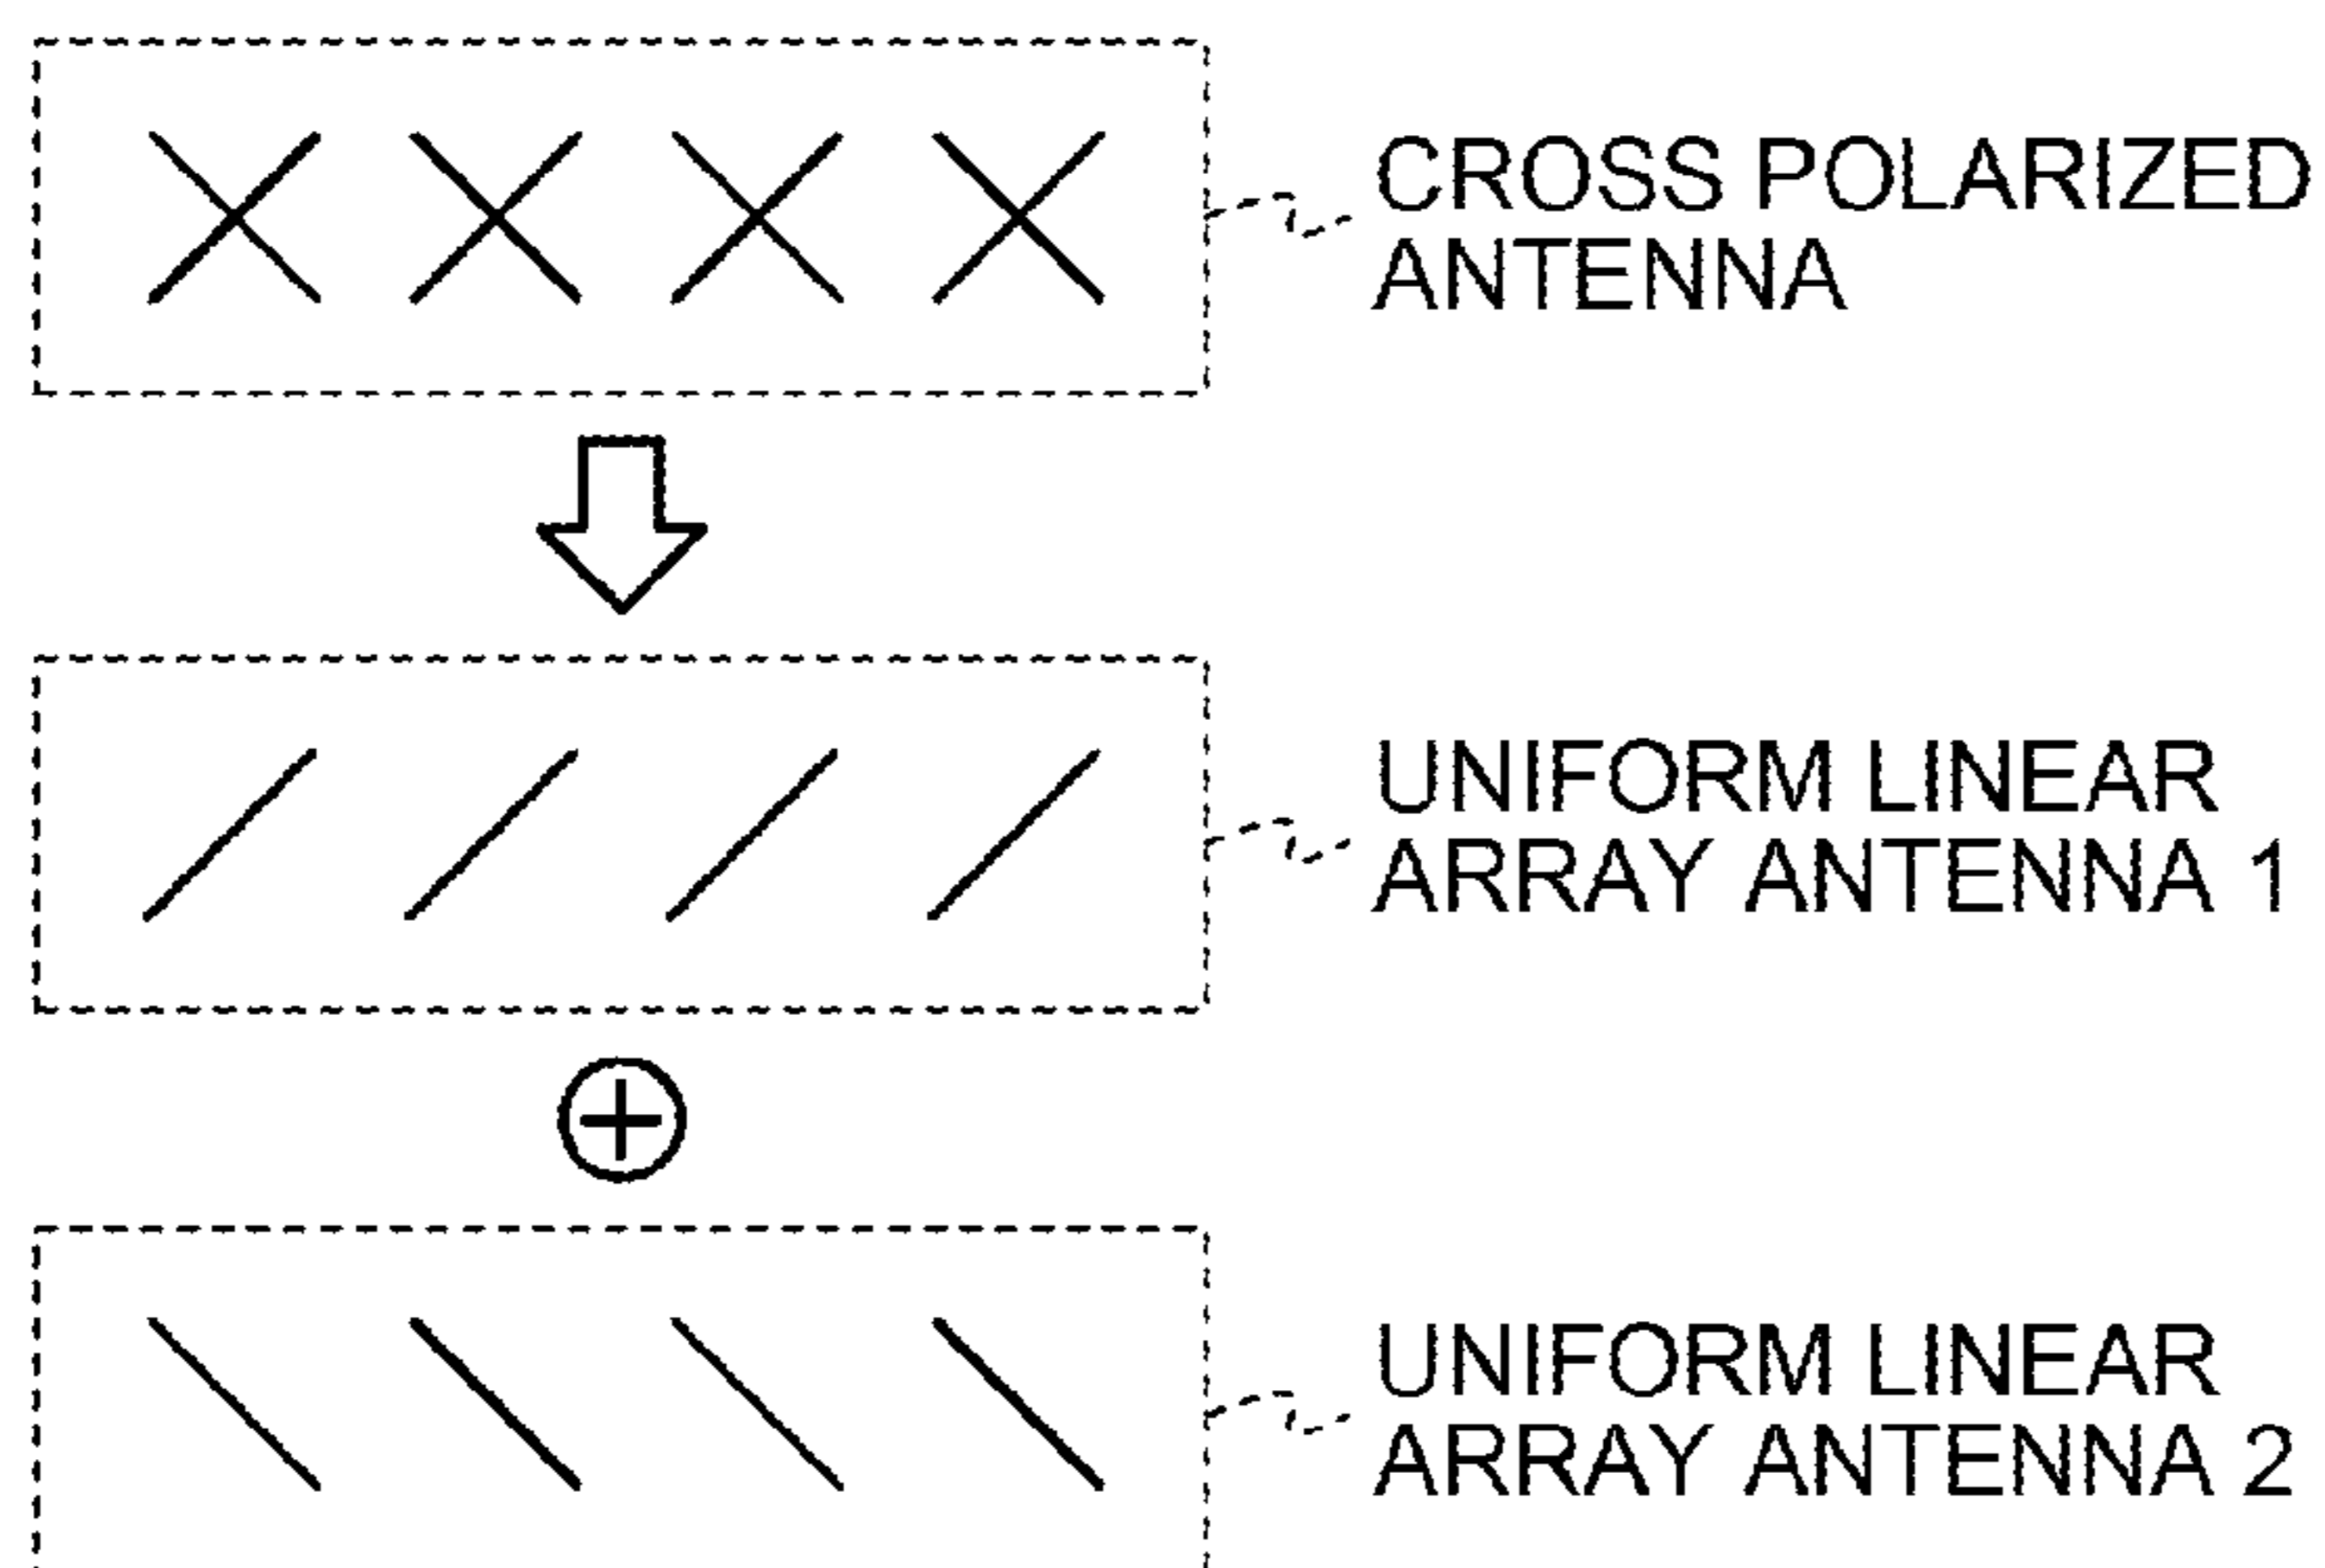 CROSS POLARIZED
ANTENNA
UNIFORM LINEAR
ARRAY ANTENNA 1
UNIFORM LINEAR
ARRAY ANTENNA 2